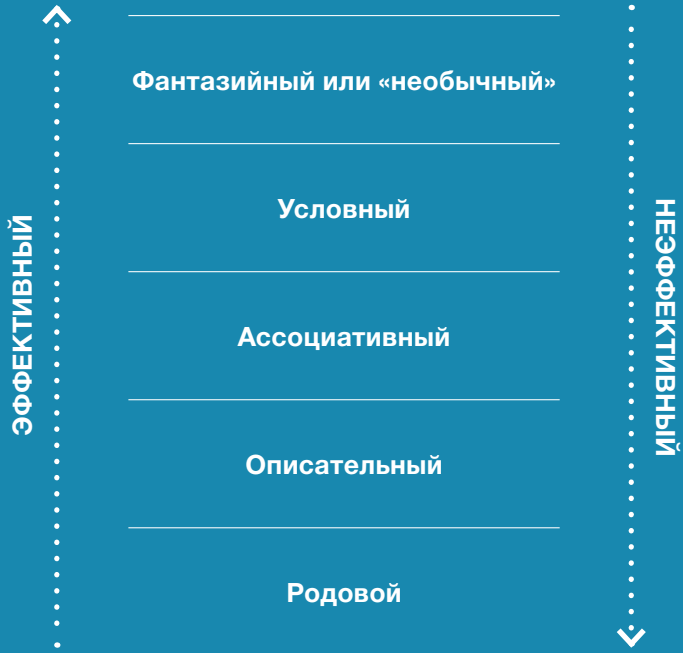 ЭФФЕКТИВНЫЙ
Фантазийный или «необычный»
Условный
Ассоциативный
Описательный
Родовой
НЕЭФФЕКТИВНЫЙ